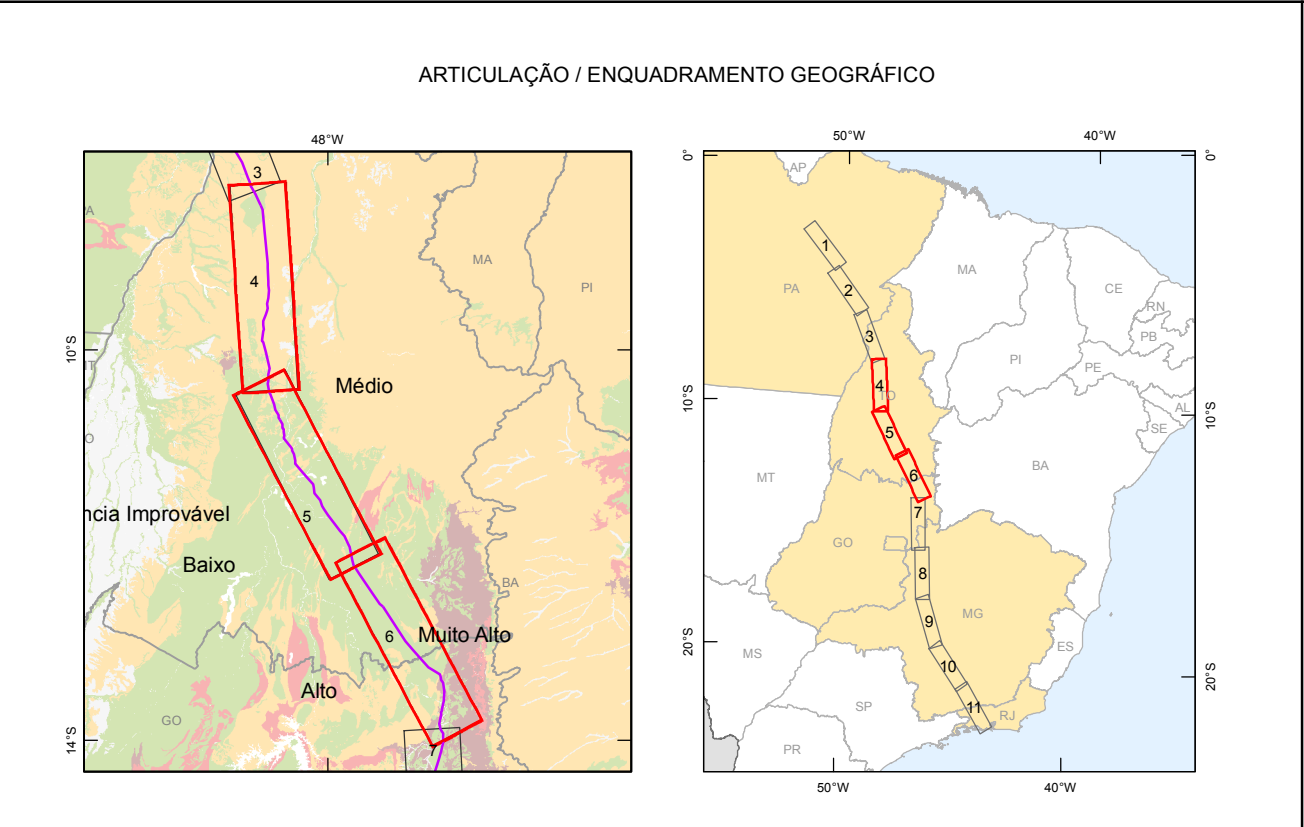 ARTICULAÇÃO / ENQUADRAMENTO GEOGRÁFICO
48°W
3
4
MA
PI
10°S
Médio
5
ncia Improvável
Baixo
BA
6
Muito Alto
Alto
GO
14°S
7
50°W
40°W
0°
0°
AP
1
MA
PA
2
CE
RN
3
PB
PI
PE
4
TO
10°S
AL
10°S
5
SE
BA
6
MT
7
GO
8
MG
9
20°S
ES
MS
10
20°S
SP
11
RJ
PR
50°W
40°W